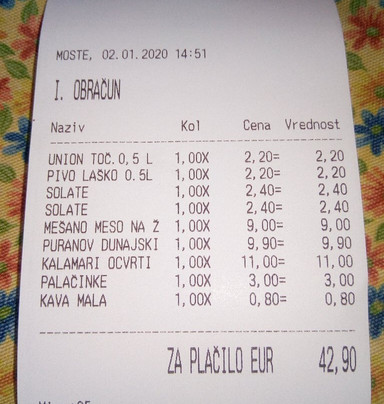 MOSTE, 02.01.2020 14:51
I. OBRAČUN
Naziv Kol Cena Vrednost
UNION TOČ.0,5 L 1,00X 2,20= 2,20
PIVO LAŠKO 0.5L 1,00X 2,20= 2,20
SOLATE 1,00X 2,40= 2,40
SOLATE 1,00X 2,40= 2,40
MEŠANO MESO NA Ž 1,00X 9,00= 9,00
PURANOV DUNAJSKI 1,00X 9,90= 9,90
KALAMARI OCVRTI 1,00X 11,00= 11,00
PALAČINKE 1,00X 3,00= 3,00
KAVA MALA 1,00X 0,80= 0,80
ZA PLAČILO EUR 42,90